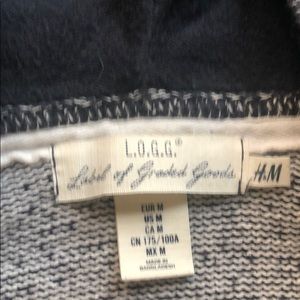 L.O.G.G.®
Label of Graded Goods
H&M
EUR M
US M
CA M
CN 175/100A
MX M
MADE IN
BANGLADESH